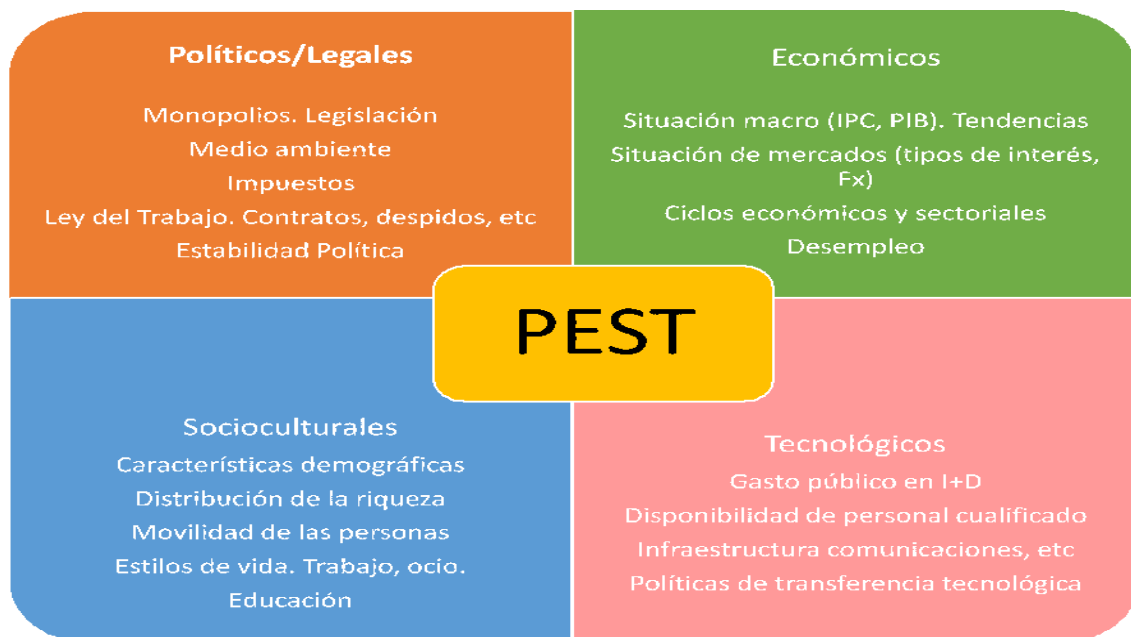 Políticos/Legales
Monopolios. Legislación
Medio ambiente
Impuestos
Ley del Trabajo. Contratos, despidos, etc
Estabilidad Política
Económicos
Situación macro (IPC, PIB). Tendencias
Situación de mercados (tipos de interés,
Fx)
Ciclos económicos y sectoriales
Desempleo
PEST
Socioculturales
Características demográficas
Distribución de la riqueza
Movilidad de las personas
Estilos de vida. Trabajo, ocio.
Educación
Tecnológicos
Gasto público en I+D
Disponibilidad de personal cualificado
Infraestructura comunicaciones, etc
Políticas de transferencia tecnológica